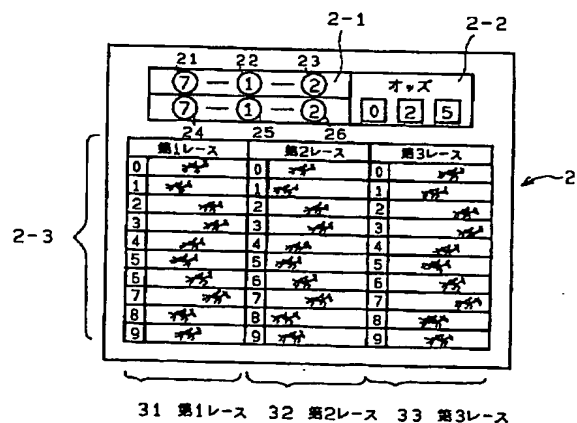 2-1
2-2
21 22 23
⑦ — ① — ② オッズ
⑦ — ① — ② 0 2 5
24 25 26
第1レース 第2レース 第3レース
0 0 0
1 1 1
2 2 2
3 3 3
4 4 4
5 5 5
6 6 6
7 7 7
8 8 8
9 9 9
2
2-3
31 第1レース 32 第2レース 33 第3レース